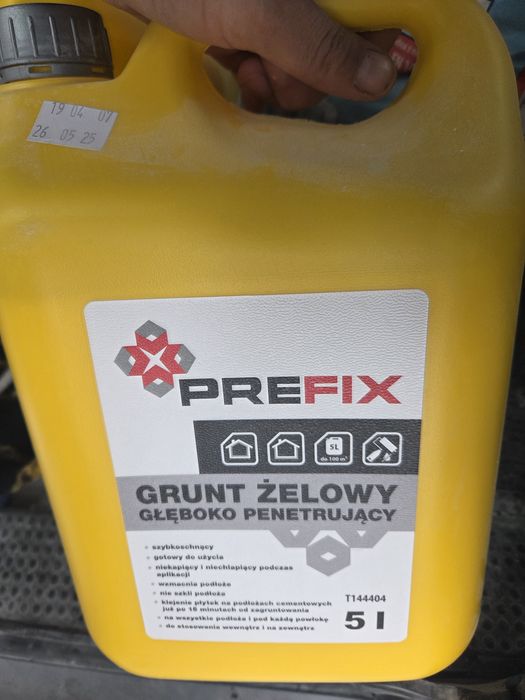 19 04 07
26 05 25
PREFIX
5L
do 100 m²
GRUNT ŻELOWY
GŁĘBOKO PENETRUJĄCY
szybkoschnący
gotowy do użycia
niekapiący i niechlapiący podczas
aplikacji
wzmacnia podłoże
nie szkli podłoża
klejenie płytek na podłożach cementowych
już po 15 minutach od zagruntowania
na wszystkie podłoża i pod każdą powłokę
do stosowania wewnątrz i na zewnątrz
T144404
5 l